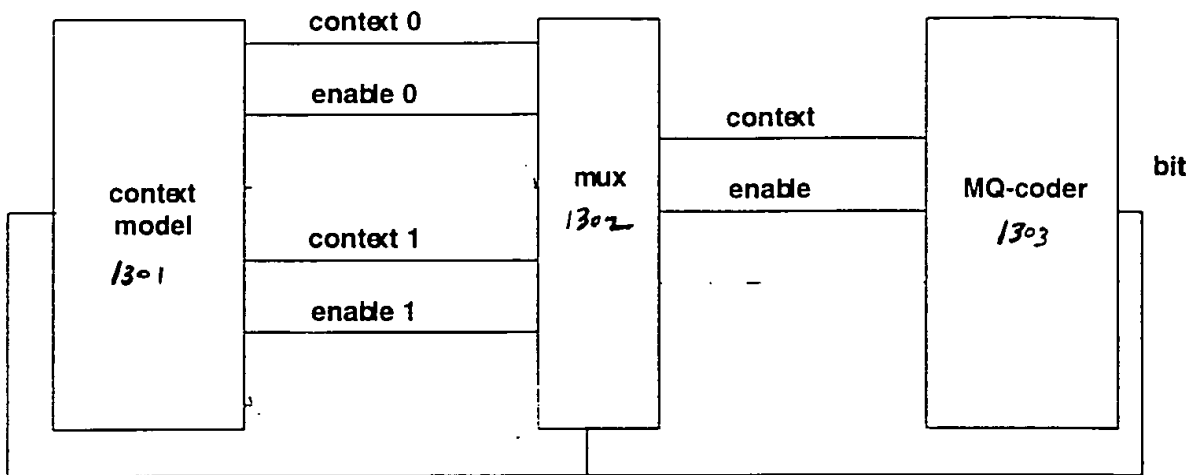 context 0
enable 0
context
model
1301
context 1
enable 1
mux
1302
context
enable
MQ-coder
1303
bit